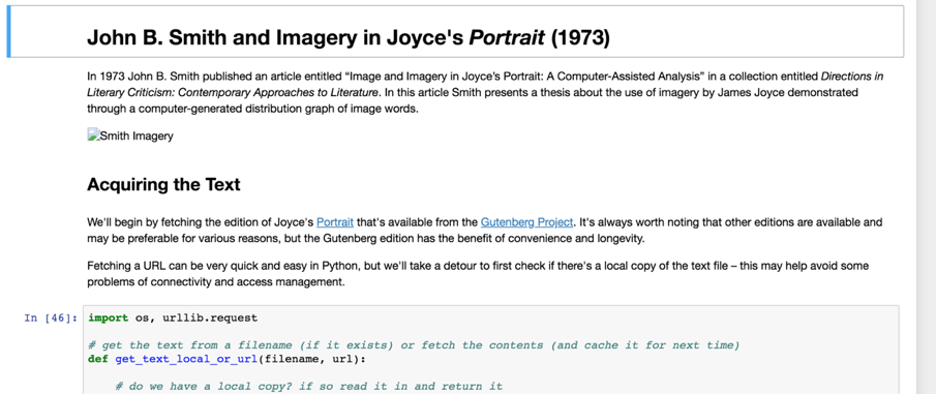 John B. Smith and Imagery in Joyce's Portrait (1973)
In 1973 John B. Smith published an article entitled “Image and Imagery in Joyce’s Portrait: A Computer-Assisted Analysis” in a collection entitled Directions in
Literary Criticism: Contemporary Approaches to Literature. In this article Smith presents a thesis about the use of imagery by James Joyce demonstrated
through a computer-generated distribution graph of image words.
Smith Imagery
Acquiring the Text
We'll begin by fetching the edition of Joyce's Portrait that's available from the Gutenberg Project. It's always worth noting that other editions are available and
may be preferable for various reasons, but the Gutenberg edition has the benefit of convenience and longevity.
Fetching a URL can be very quick and easy in Python, but we'll take a detour to first check if there's a local copy of the text file – this may help avoid some
problems of connectivity and access management.
In [46]: import os, urllib.request
# get the text from a filename (if it exists) or fetch the contents (and cache it for next time)
def get_text_local_or_url(filename, url):
# do we have a local copy? if so read it in and return it